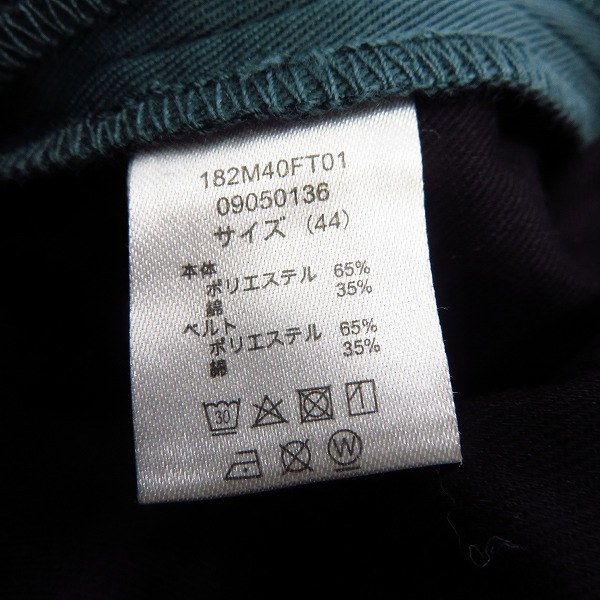 182M40FT01
09050136
サイズ (44)
本体
ポリエステル 65%
綿 35%
ベルト
ポリエステル 65%
綿 35%
30
W